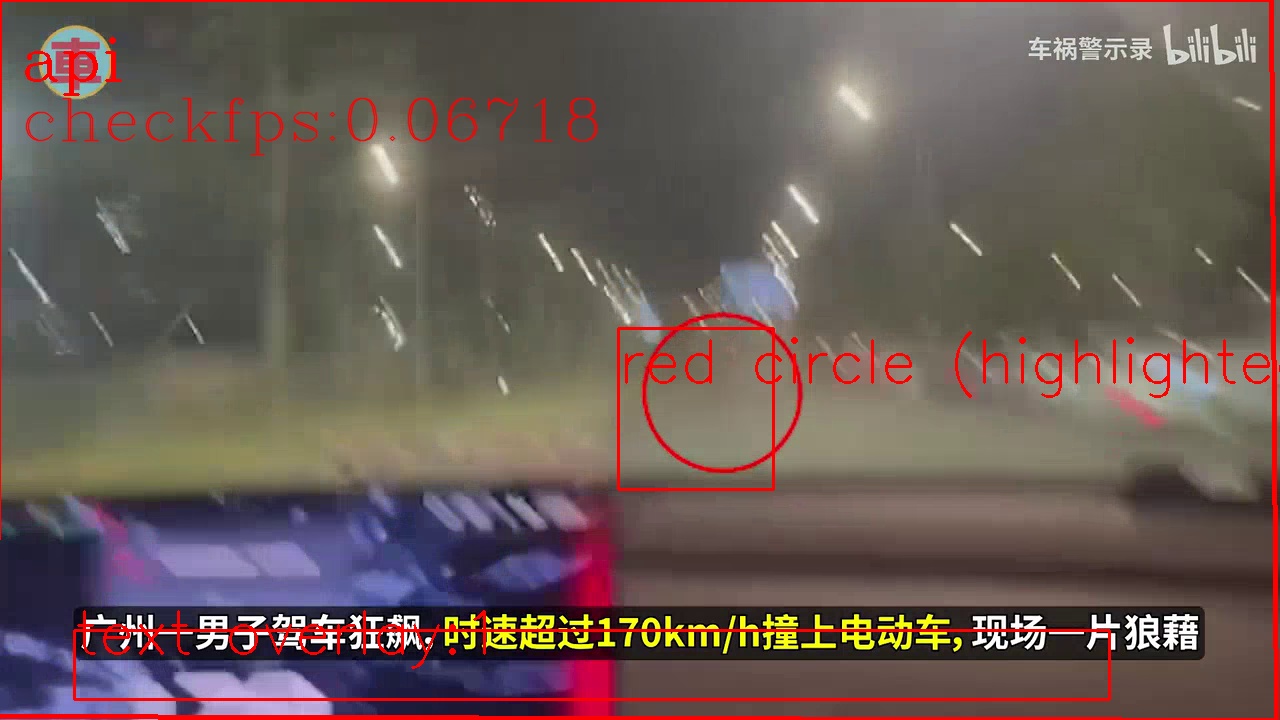 車
api
车祸警示录 bilibili
checkfps:0.06718
red circle (highlighte
广州一男子驾车狂飙,时速超过170km/h撞上电动车,现场一片狼藉
text overlay:1